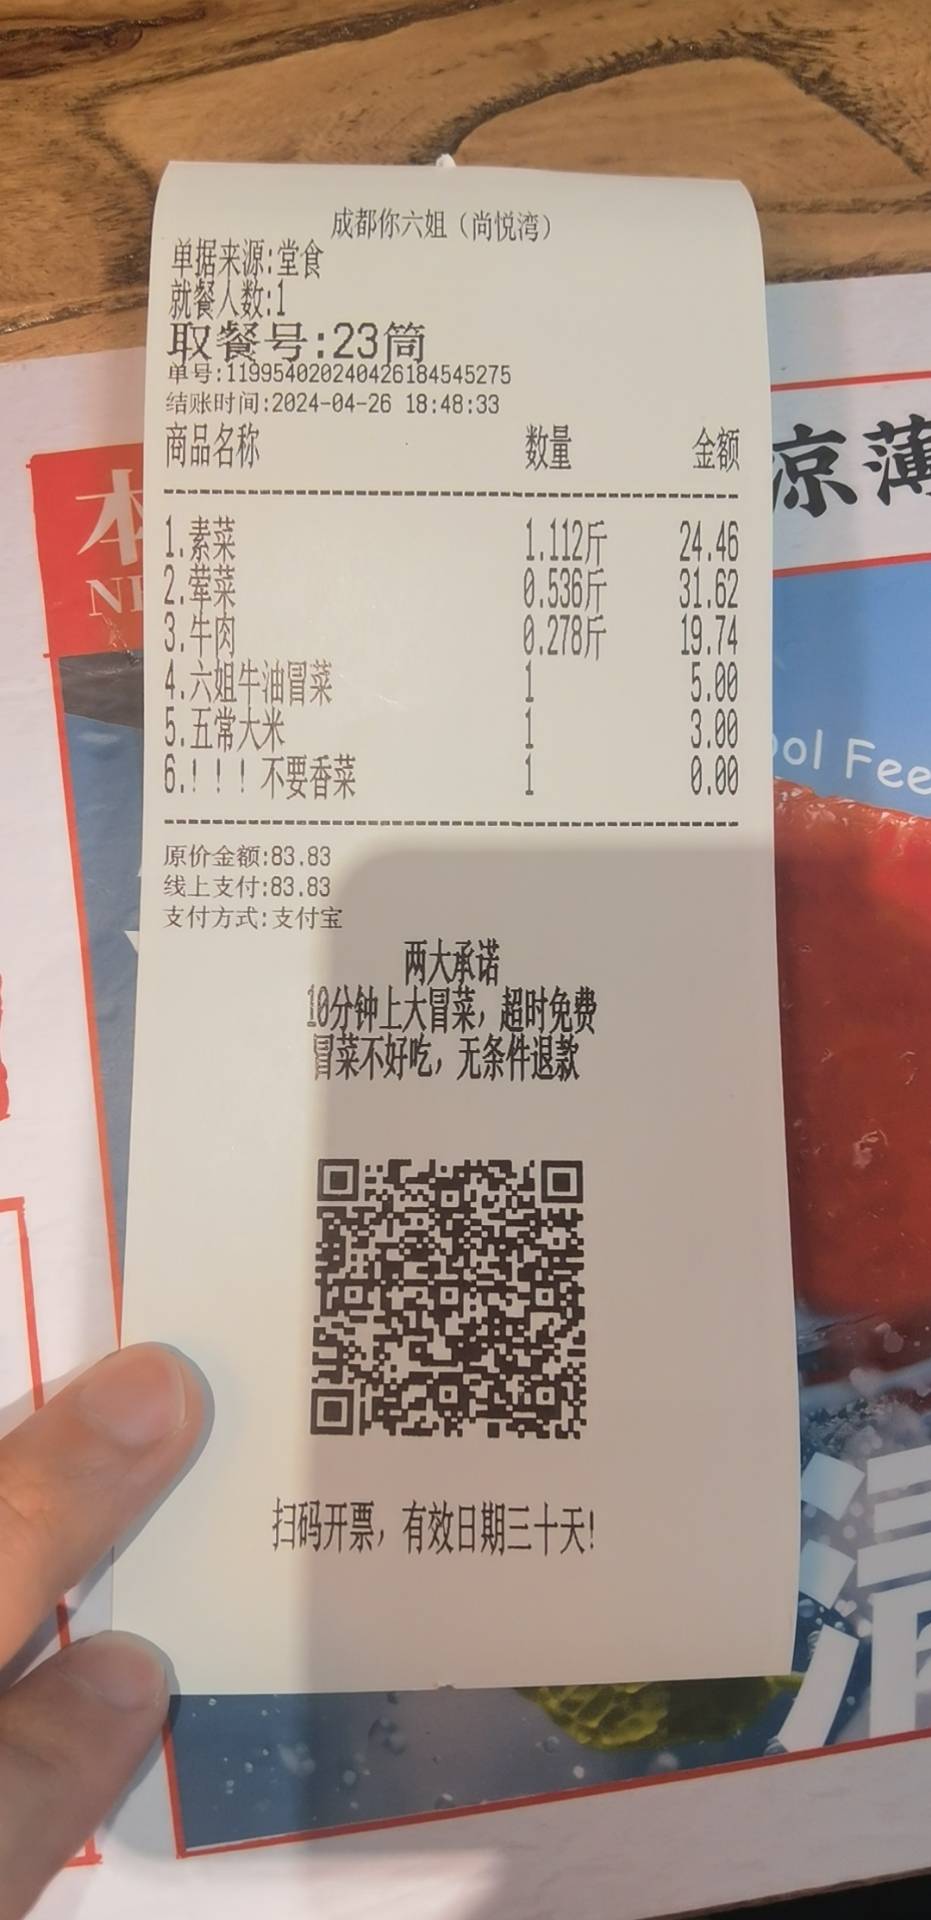 成都你六姐（尚悦湾）
单据来源:堂食
就餐人数:1
取餐号:23筒
单号:119954020240426184545275
结账时间:2024-04-26 18:48:33
商品名称 数量 金额
1.素菜 1.112斤 24.46
2.荤菜 0.536斤 31.62
3.牛肉 0.278斤 19.74
4.六姐牛油冒菜 1 5.00
5.五常大米 1 3.00
6.！！！不要香菜 1 0.00
原价金额:83.83
线上支付:83.83
支付方式:支付宝
两大承诺
10分钟上大冒菜，超时免费
冒菜不好吃，无条件退款
扫码开票，有效日期三十天!
本
凉薄
ool Fee